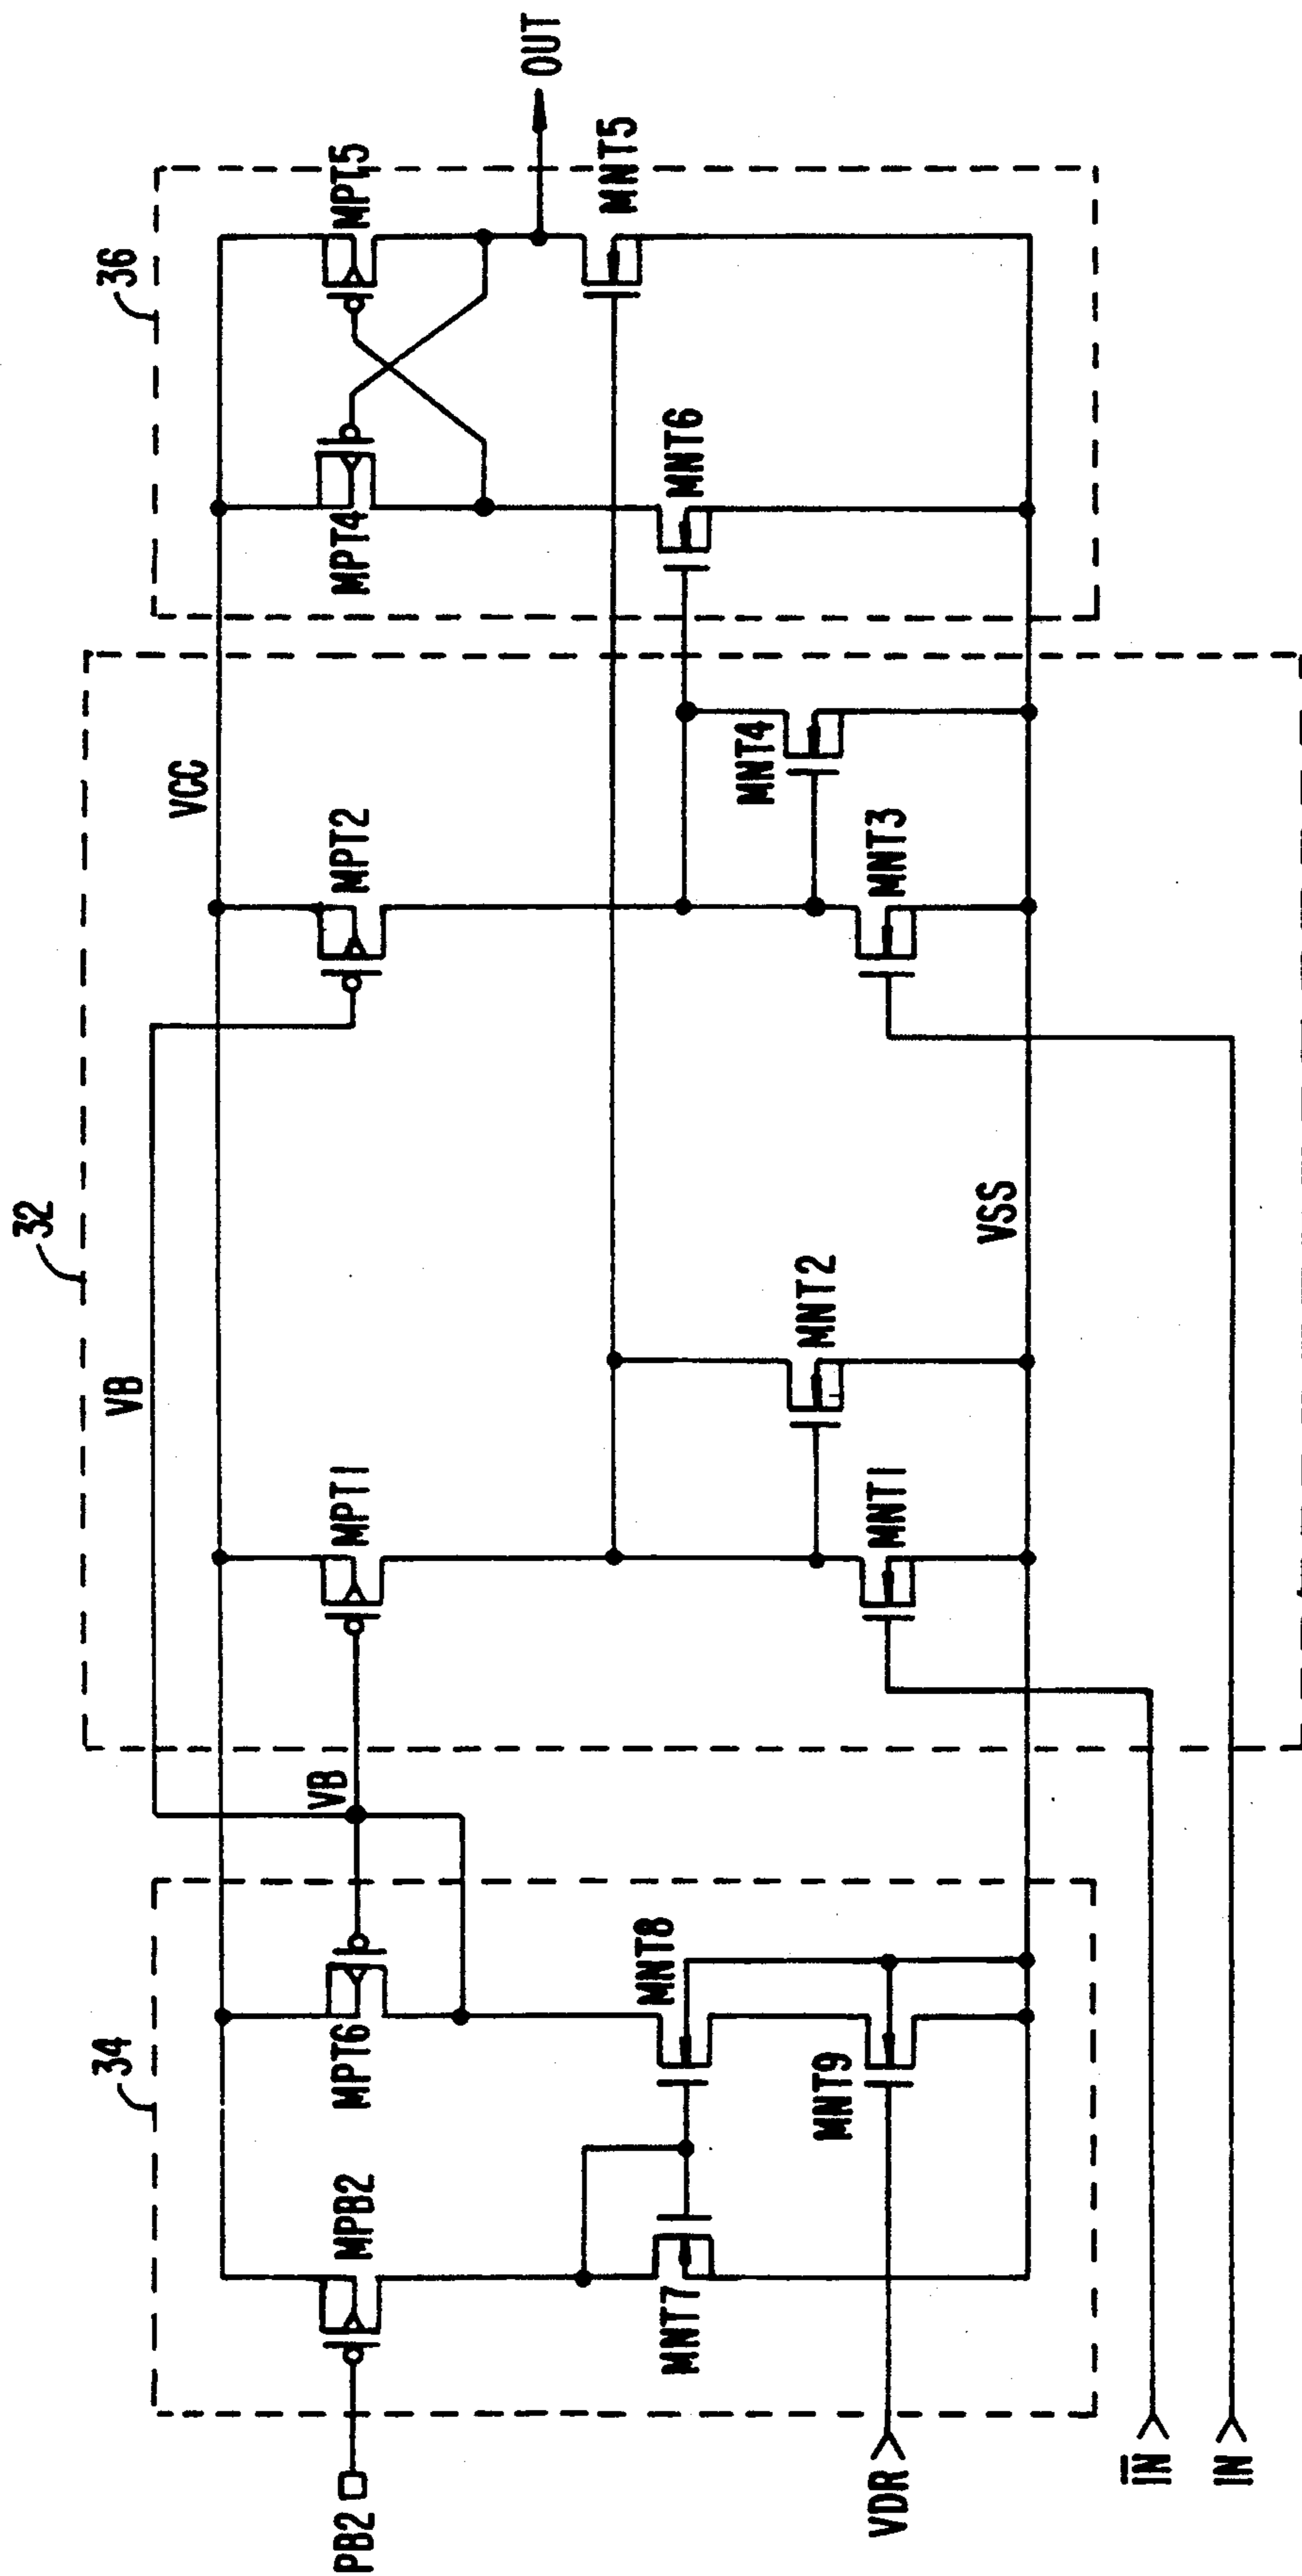 32
34
36
VB
VCC
VB
PB2
MPB2
MPT6
MPT1
MPT2
MPT4
MPT5
OUT
MNT7
MNT8
MNT6
MNT5
MNT9
MNT2
MNT4
MNT1
MNT3
VDR
VSS
I̅N̅
IN